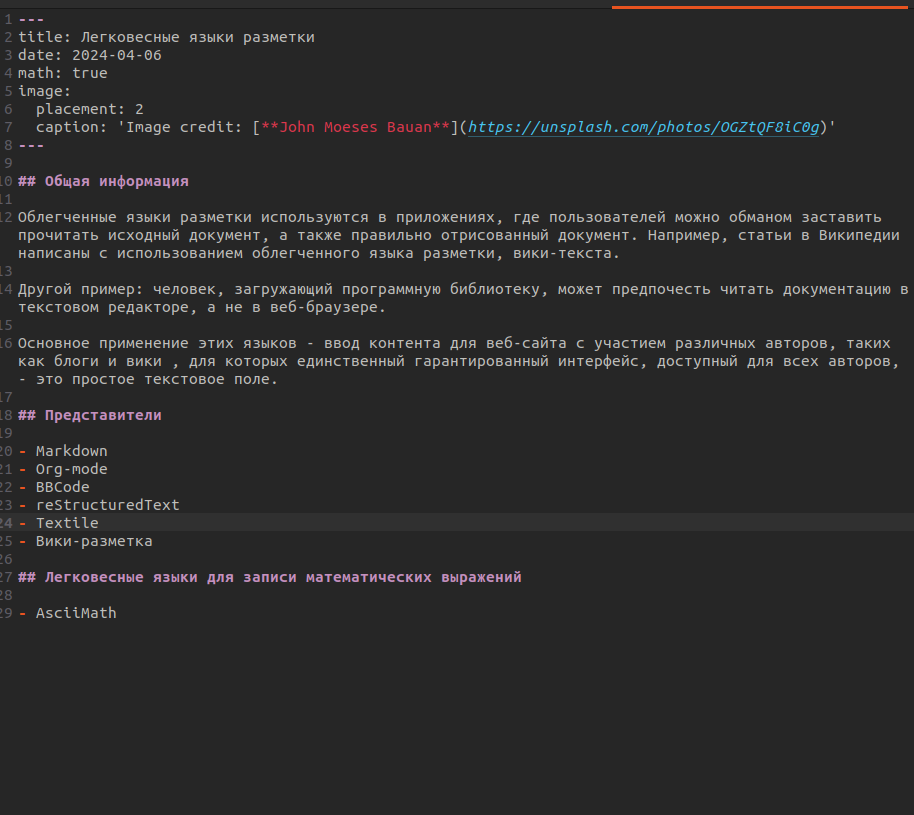 1 ---
2 title: Легковесные языки разметки
3 date: 2024-04-06
4 math: true
5 image:
6   placement: 2
7   caption: 'Image credit: [**John Moeses Bauan**](https://unsplash.com/photos/OGZtQF8iC0g)'
8 ---
9
10 ## Общая информация
11
12 Облегченные языки разметки используются в приложениях, где пользователей можно обманом заставить
прочитать исходный документ, а также правильно отрисованный документ. Например, статьи в Википедии
написаны с использованием облегченного языка разметки, вики-текста.
13
14 Другой пример: человек, загружающий программную библиотеку, может предпочесть читать документацию в
текстовом редакторе, а не в веб-браузере.
15
16 Основное применение этих языков - ввод контента для веб-сайта с участием различных авторов, таких
как блоги и вики , для которых единственный гарантированный интерфейс, доступный для всех авторов,
- это простое текстовое поле.
17
18 ## Представители
19
20 - Markdown
21 - Org-mode
22 - BBCode
23 - reStructuredText
24 - Textile
25 - Вики-разметка
26
27 ## Легковесные языки для записи математических выражений
28
29 - AsciiMath